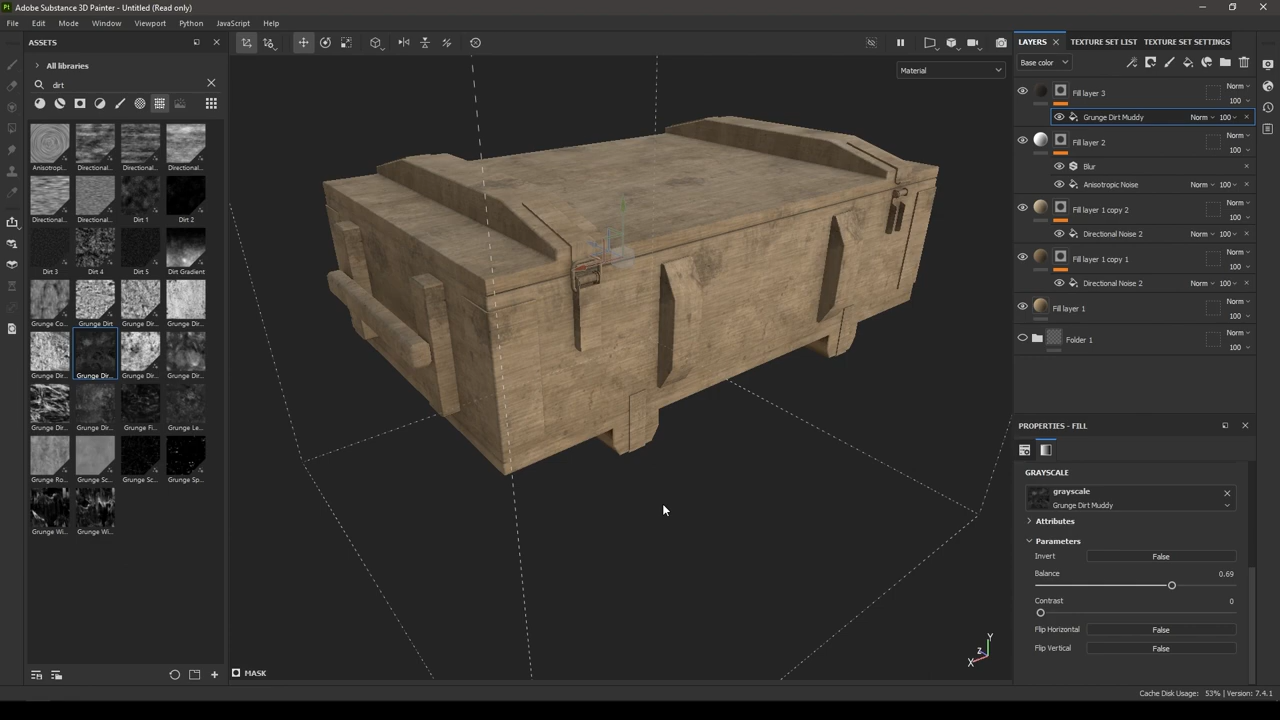 Adobe Substance 3D Painter - Untitled (Read only)
File Edit Mode Window Viewport Python JavaScript Help
ASSETS
All libraries
dirt
Anisotropi... Directional... Directional... Directional...
Directional... Directional... Dirt 1 Dirt 2
Dirt 3 Dirt 4 Dirt 5 Dirt Gradient
Grunge Co... Grunge Dirt Grunge Dir... Grunge Dir...
Grunge Dir... Grunge Dir... Grunge Dir... Grunge Dir...
Grunge Dir... Grunge Dir... Grunge Fi... Grunge Le...
Grunge Ro... Grunge Sc... Grunge Sc... Grunge Sp...
Grunge Wi... Grunge Wi...
Material
Y
Z
X
MASK
LAYERS TEXTURE SET LIST TEXTURE SET SETTINGS
Base color
Fill layer 3 Norm
100
Grunge Dirt Muddy Norm 100
Fill layer 2 Norm
100
Blur
Anisotropic Noise Norm 100
Fill layer 1 copy 2 Norm
100
Directional Noise 2 Norm 100
Fill layer 1 copy 1 Norm
100
Directional Noise 2 Norm 100
Fill layer 1 Norm
100
Folder 1 Norm
100
PROPERTIES - FILL
GRAYSCALE
grayscale
Grunge Dirt Muddy
Attributes
Parameters
Invert False
Balance 0.69
Contrast 0
Flip Horizontal False
Flip Vertical False
Cache Disk Usage: 53% | Version: 7.4.1